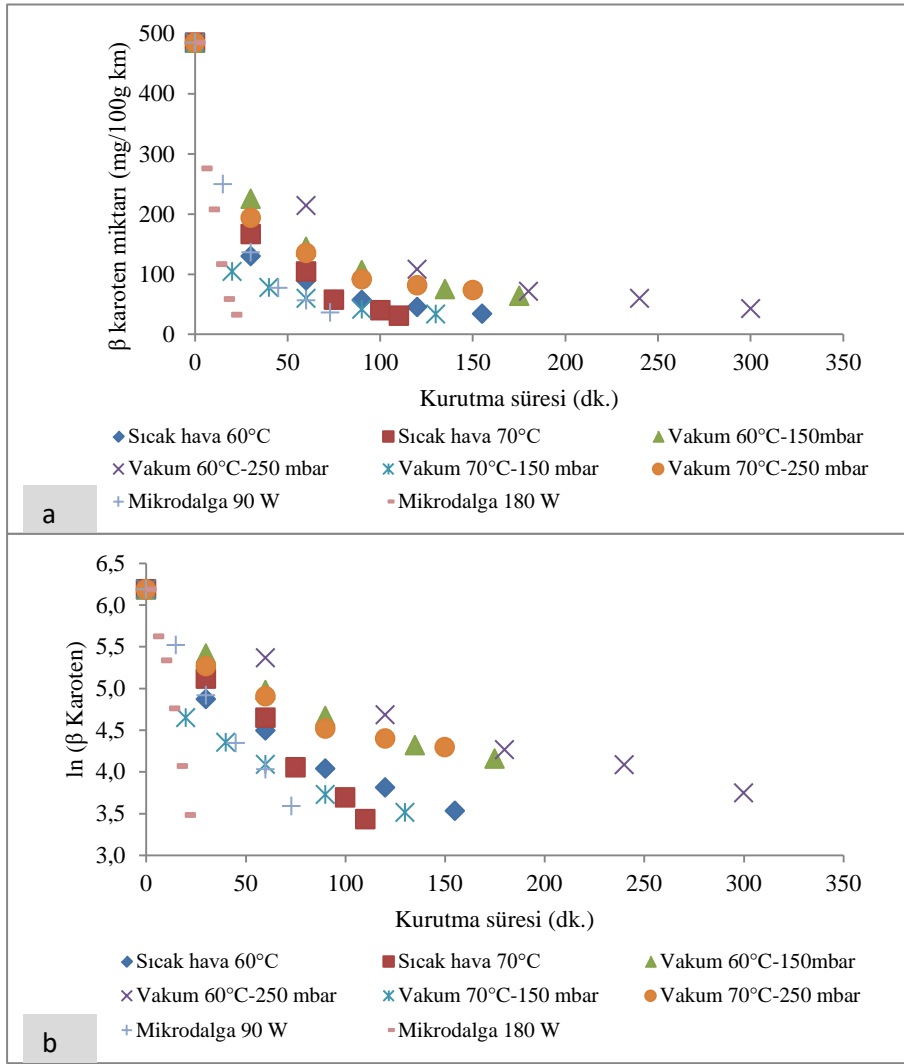 500
400
300
200
100
0
0 50 100 150 200 250 300 350
β karoten miktarı (mg/100g km)
Kurutma süresi (dk.)
Sıcak hava 60°C Sıcak hava 70°C Vakum 60°C-150mbar
Vakum 60°C-250 mbar Vakum 70°C-150 mbar Vakum 70°C-250 mbar
Mikrodalga 90 W Mikrodalga 180 W
a
6,5
6,0
5,5
5,0
4,5
4,0
3,5
3,0
0 50 100 150 200 250 300 350
ln (β Karoten)
Kurutma süresi (dk.)
Sıcak hava 60°C Sıcak hava 70°C Vakum 60°C-150mbar
Vakum 60°C-250 mbar Vakum 70°C-150 mbar Vakum 70°C-250 mbar
Mikrodalga 90 W Mikrodalga 180 W
b